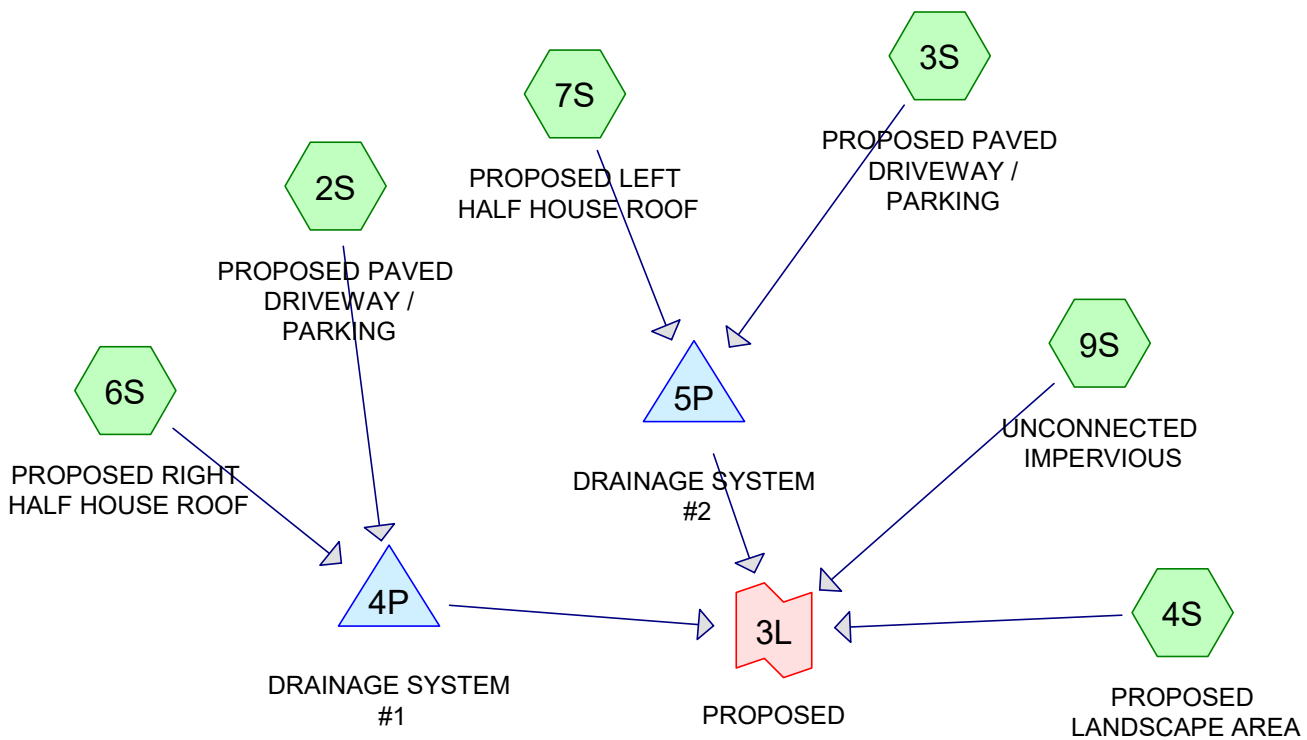 3S
PROPOSED PAVED
DRIVEWAY /
PARKING
7S
PROPOSED LEFT
HALF HOUSE ROOF
2S
PROPOSED PAVED
DRIVEWAY /
PARKING
6S
PROPOSED RIGHT
HALF HOUSE ROOF
9S
UNCONNECTED
IMPERVIOUS
5P
DRAINAGE SYSTEM
#2
4P
DRAINAGE SYSTEM
#1
3L
PROPOSED
4S
PROPOSED
LANDSCAPE AREA